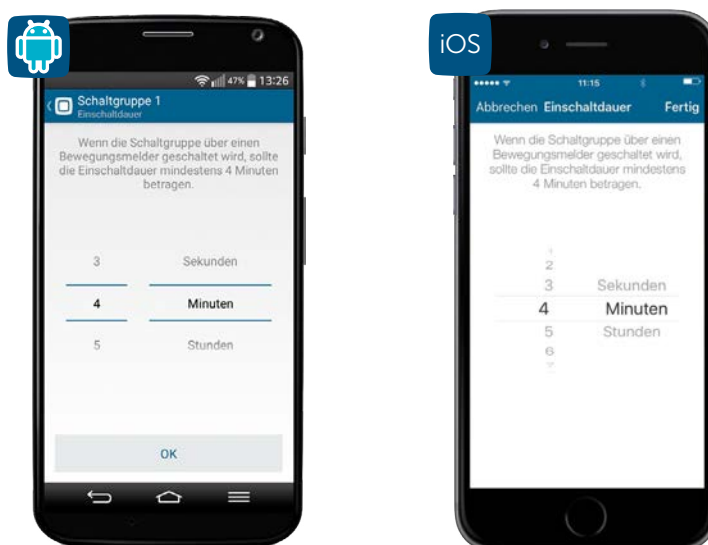 47% 13:26
Schaltgruppe 1
Einschaltdauer
Wenn die Schaltgruppe über einen
Bewegungsmelder geschaltet wird, sollte
die Einschaltdauer mindestens 4 Minuten
betragen.
3 Sekunden
4 Minuten
5 Stunden
OK
iOS
11:15
Abbrechen Einschaltdauer Fertig
Wenn die Schaltgruppe über einen
Bewegungsmelder geschaltet wird,
sollte die Einschaltdauer mindestens
4 Minuten betragen.
1
2
3 Sekunden
4 Minuten
5 Stunden
6